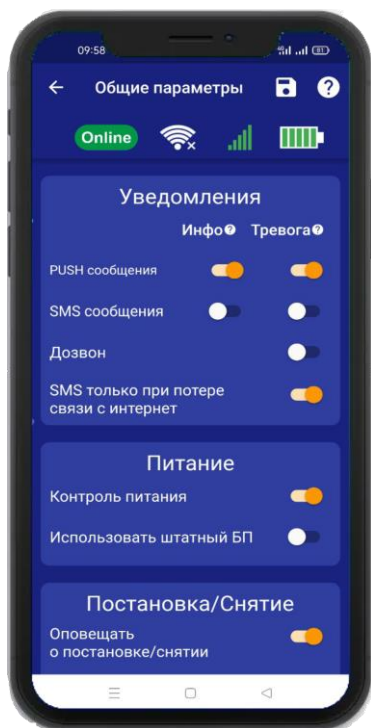 09:58
81
Общие параметры ?
Online
Уведомления
Инфо? Тревога?
PUSH сообщения
SMS сообщения
Дозвон
SMS только при потере
связи с интернет
Питание
Контроль питания
Использовать штатный БП
Постановка/Снятие
Оповещать
о постановке/снятии